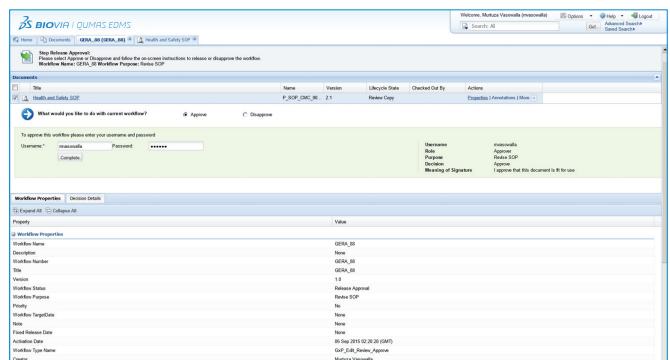 Welcome, Murtuza Vasowalla (mvasowalla) Options Help Logout
BIOVIA | QUMAS EDMS
Search: All Go! Advanced Search
Saved Search
Home Documents GERA_88 (GERA_88) Health and Safety SOP
Step Release Approval:
Please select Approve or Disapprove and follow the on-screen instructions to release or disapprove the workflow.
Workflow Name: GERA_88 Workflow Purpose: Revise SOP
Documents
Title Name Version Lifecycle State Checked Out By Actions
Health and Safety SOP P_SOP_CMC_90... 2.1 Review Copy Properties | Annotations | More
What would you like to do with current workflow? Approve Disapprove
To approve this workflow please enter your username and password
Username:* mvasowalla Password: ••••••
Complete
Username mvasowalla
Role Approver
Purpose Revise SOP
Decision Approve
Meaning of Signature I approve that this document is fit for use
Workflow Properties Decision Details
Expand All Collapse All
Property Value
Workflow Properties
Workflow Name GERA_88
Description None
Workflow Number GERA_88
Title GERA_88
Version 1.0
Workflow Status Release Approval
Workflow Purpose Revise SOP
Priority No
Workflow TargetDate None
Note None
Fixed Release Date None
Activation Date 06 Sep 2015 02:20:20 (GMT)
Workflow Type Name GxP_Edit_Review_Approve
Creator Murtuza Vasowalla